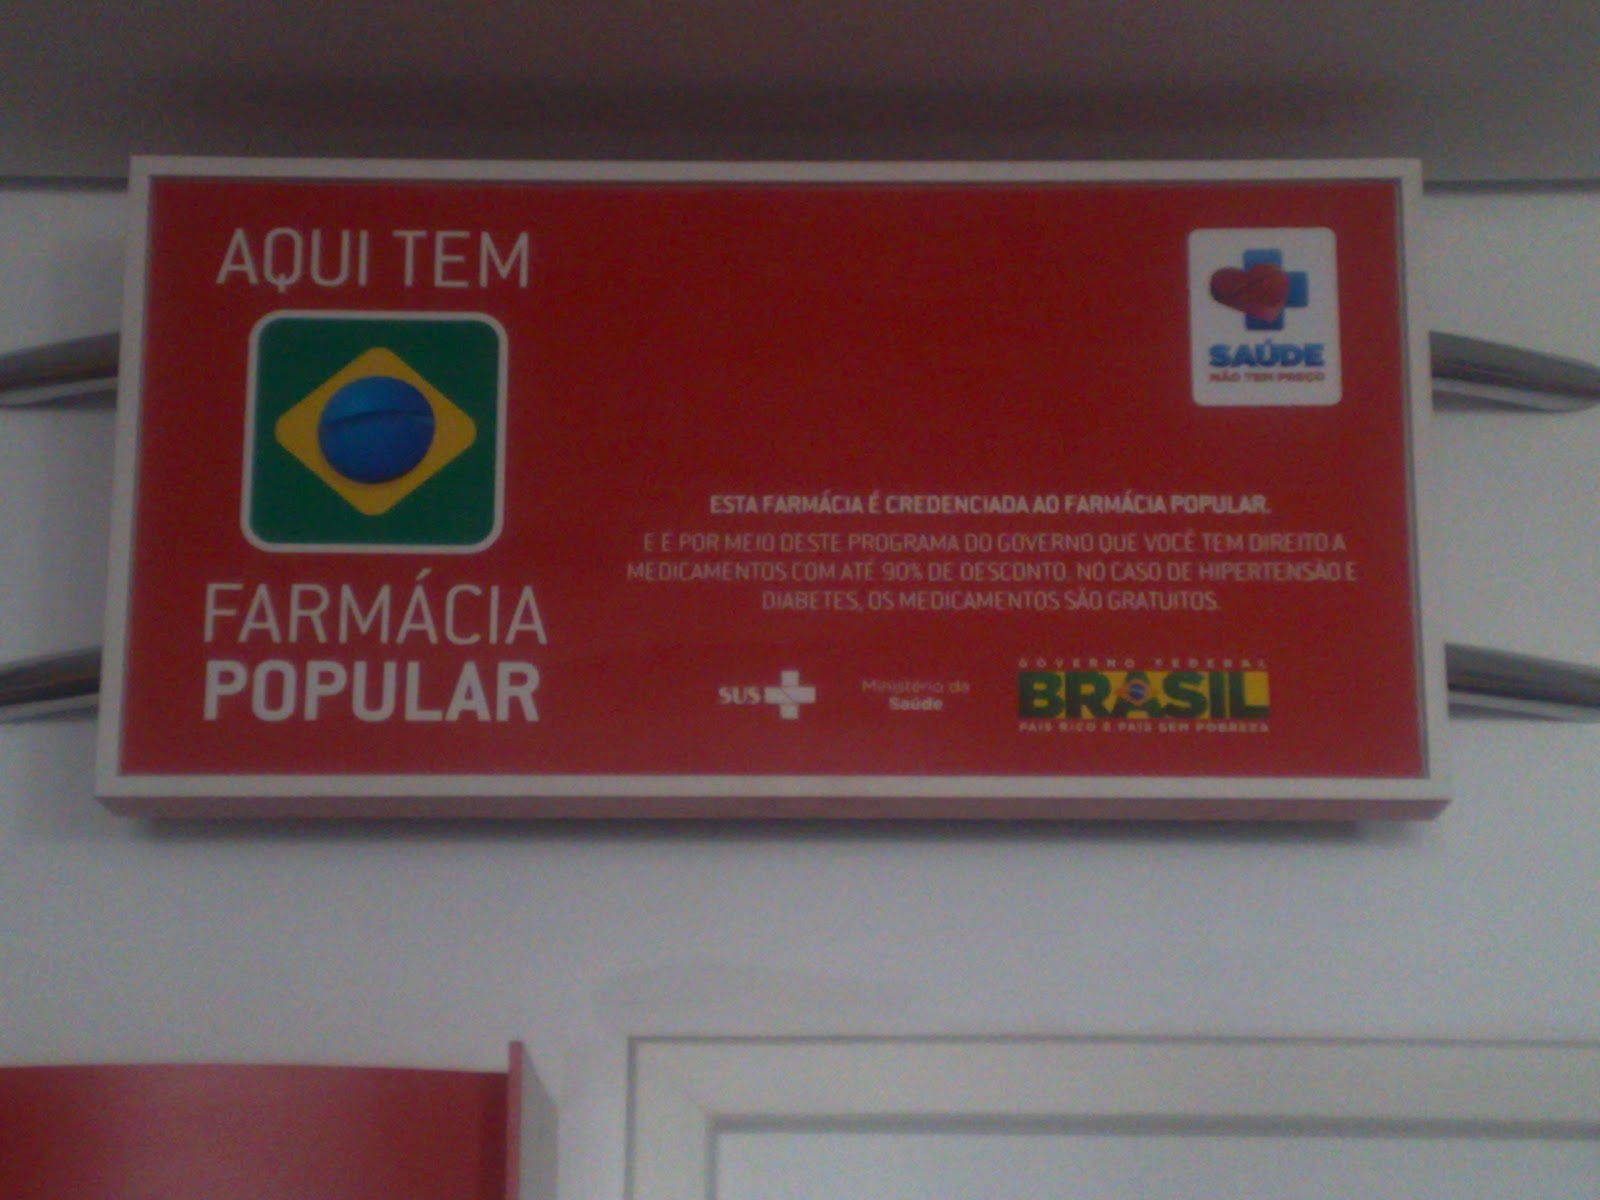 AQUI TEM
FARMÁCIA
POPULAR
SAÚDE
NÃO TEM PREÇO
ESTA FARMÁCIA É CREDENCIADA AO FARMÁCIA POPULAR.
E É POR MEIO DESTE PROGRAMA DO GOVERNO QUE VOCÊ TEM DIREITO A
MEDICAMENTOS COM ATÉ 90% DE DESCONTO. NO CASO DE HIPERTENSÃO E
DIABETES, OS MEDICAMENTOS SÃO GRATUITOS.
SUS
Ministério da
Saúde
GOVERNO FEDERAL
BRASIL
PAÍS RICO É PAÍS SEM POBREZA